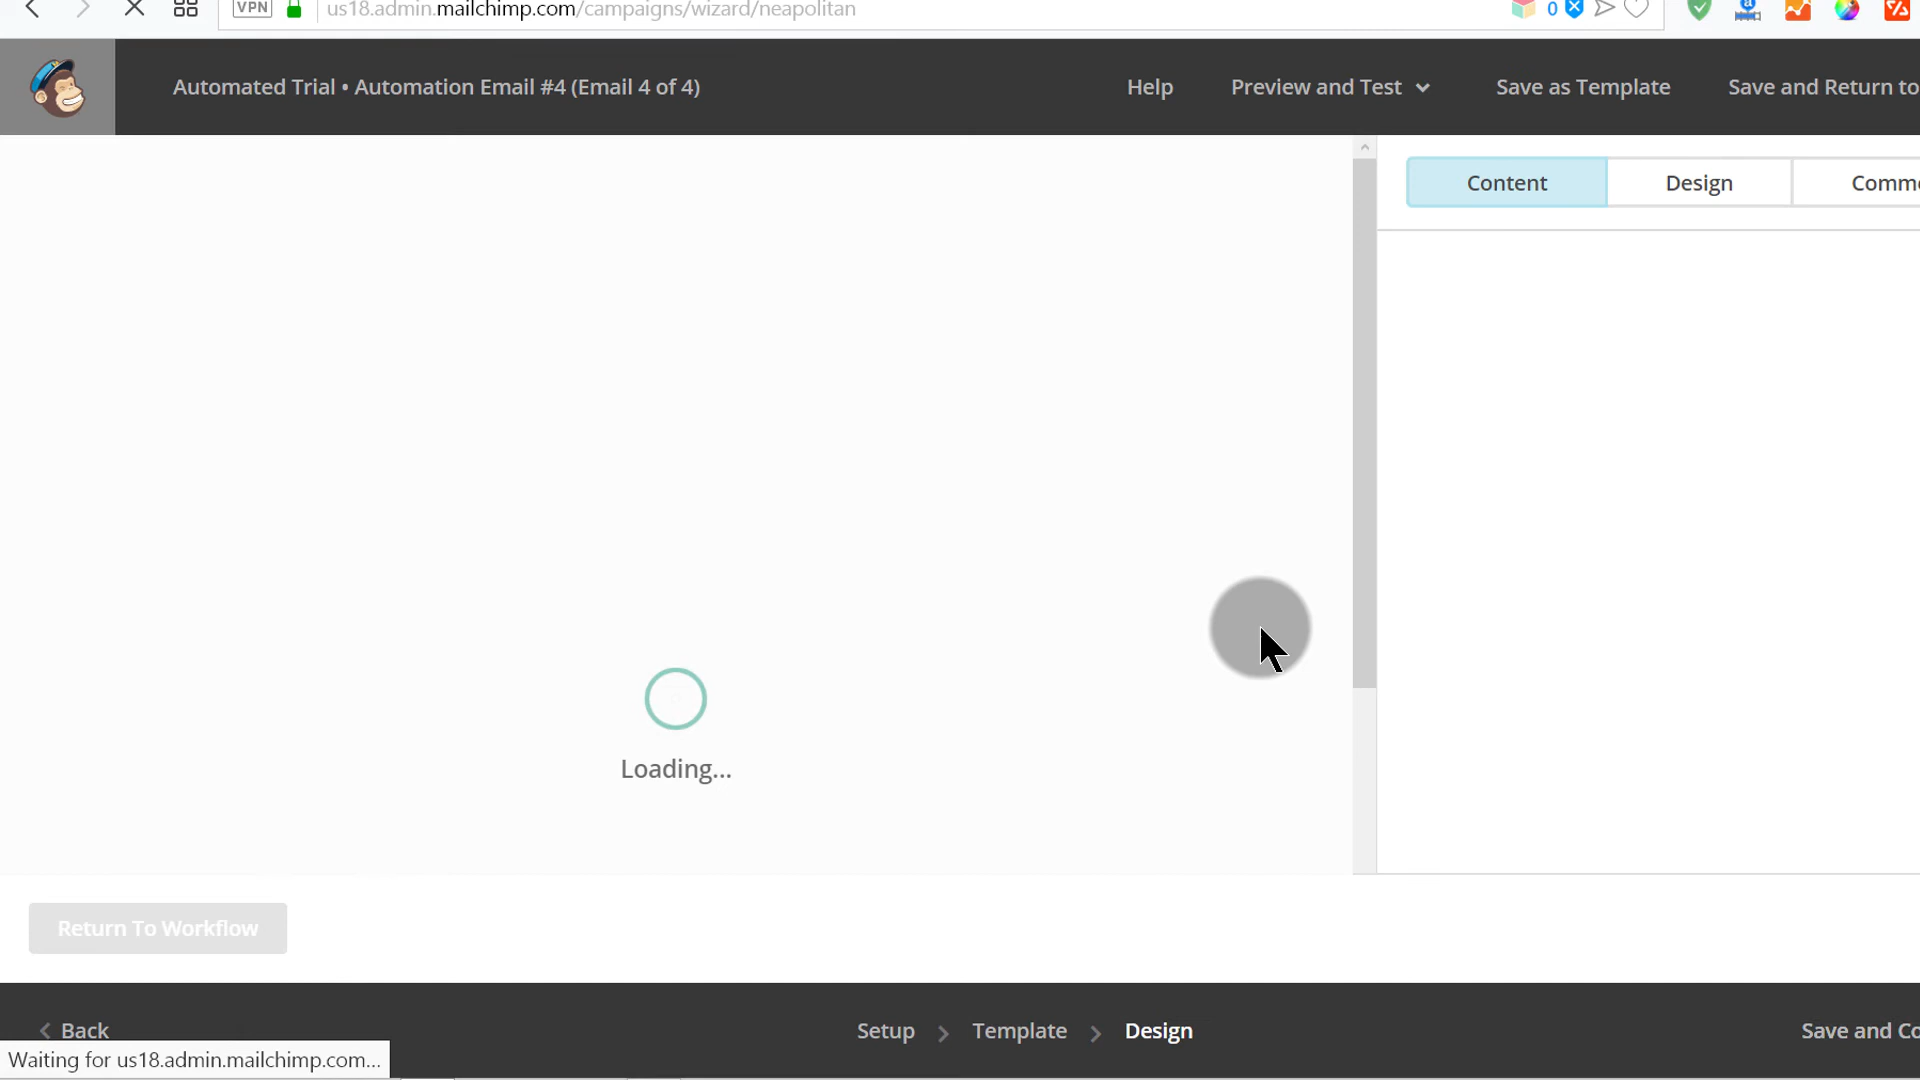 VPN us18.admin.mailchimp.com/campaigns/wizard/neapolitan 0
Automated Trial • Automation Email #4 (Email 4 of 4) Help Preview and Test Save as Template Save and Return to
Content Design Comme
Loading...
Return To Workflow
Back Setup Template Design Save and Co
Waiting for us18.admin.mailchimp.com...